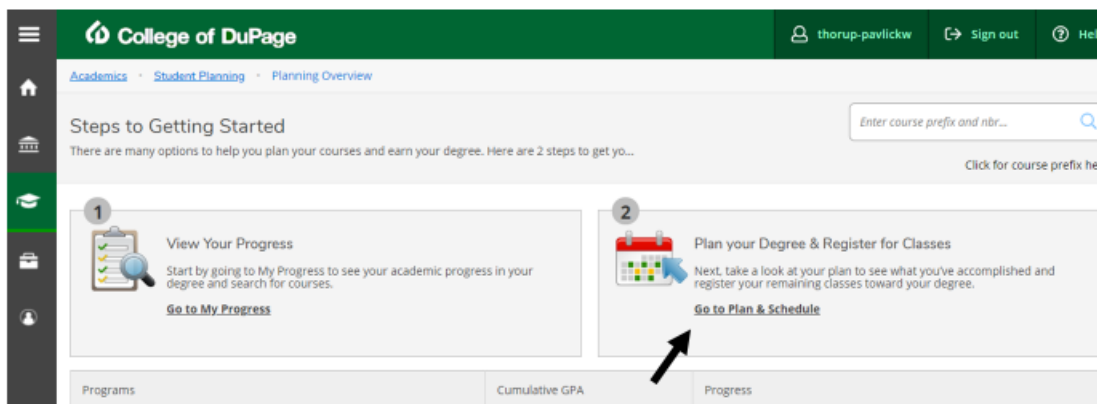 College of DuPage
thorup-pavlickw
Sign out
Academics · Student Planning · Planning Overview
Steps to Getting Started
There are many options to help you plan your courses and earn your degree. Here are 2 steps to get yo...
Enter course prefix and nbr...
Click for course prefix
1
View Your Progress
Start by going to My Progress to see your academic progress in your
degree and search for courses.
Go to My Progress
2
Plan your Degree & Register for Classes
Next, take a look at your plan to see what you've accomplished and
register your remaining classes toward your degree.
Go to Plan & Schedule
Programs
Cumulative GPA
Progress